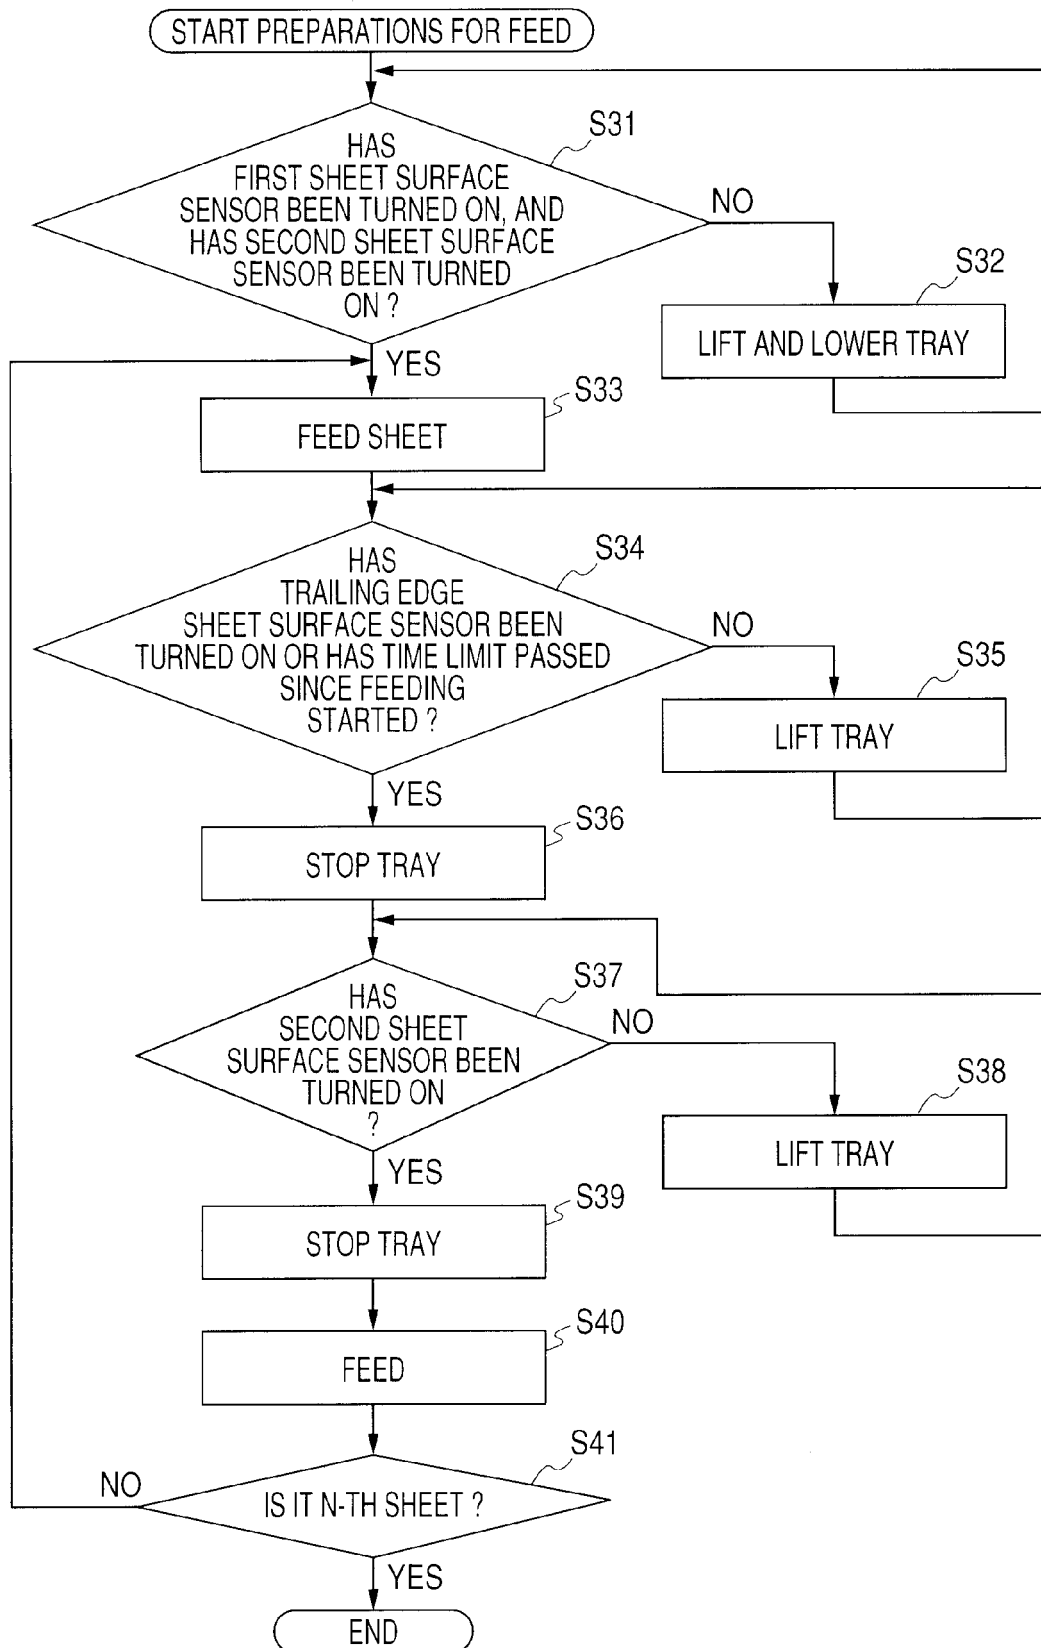 START PREPARATIONS FOR FEED
S31
HAS
FIRST SHEET SURFACE
SENSOR BEEN TURNED ON, AND
HAS SECOND SHEET SURFACE
SENSOR BEEN TURNED
ON ?
NO
S32
LIFT AND LOWER TRAY
YES
S33
FEED SHEET
S34
HAS
TRAILING EDGE
SHEET SURFACE SENSOR BEEN
TURNED ON OR HAS TIME LIMIT PASSED
SINCE FEEDING
STARTED ?
NO
S35
LIFT TRAY
YES
S36
STOP TRAY
S37
HAS
SECOND SHEET
SURFACE SENSOR BEEN
TURNED ON
?
NO
S38
LIFT TRAY
YES
S39
STOP TRAY
S40
FEED
S41
IS IT N-TH SHEET ?
NO
YES
END